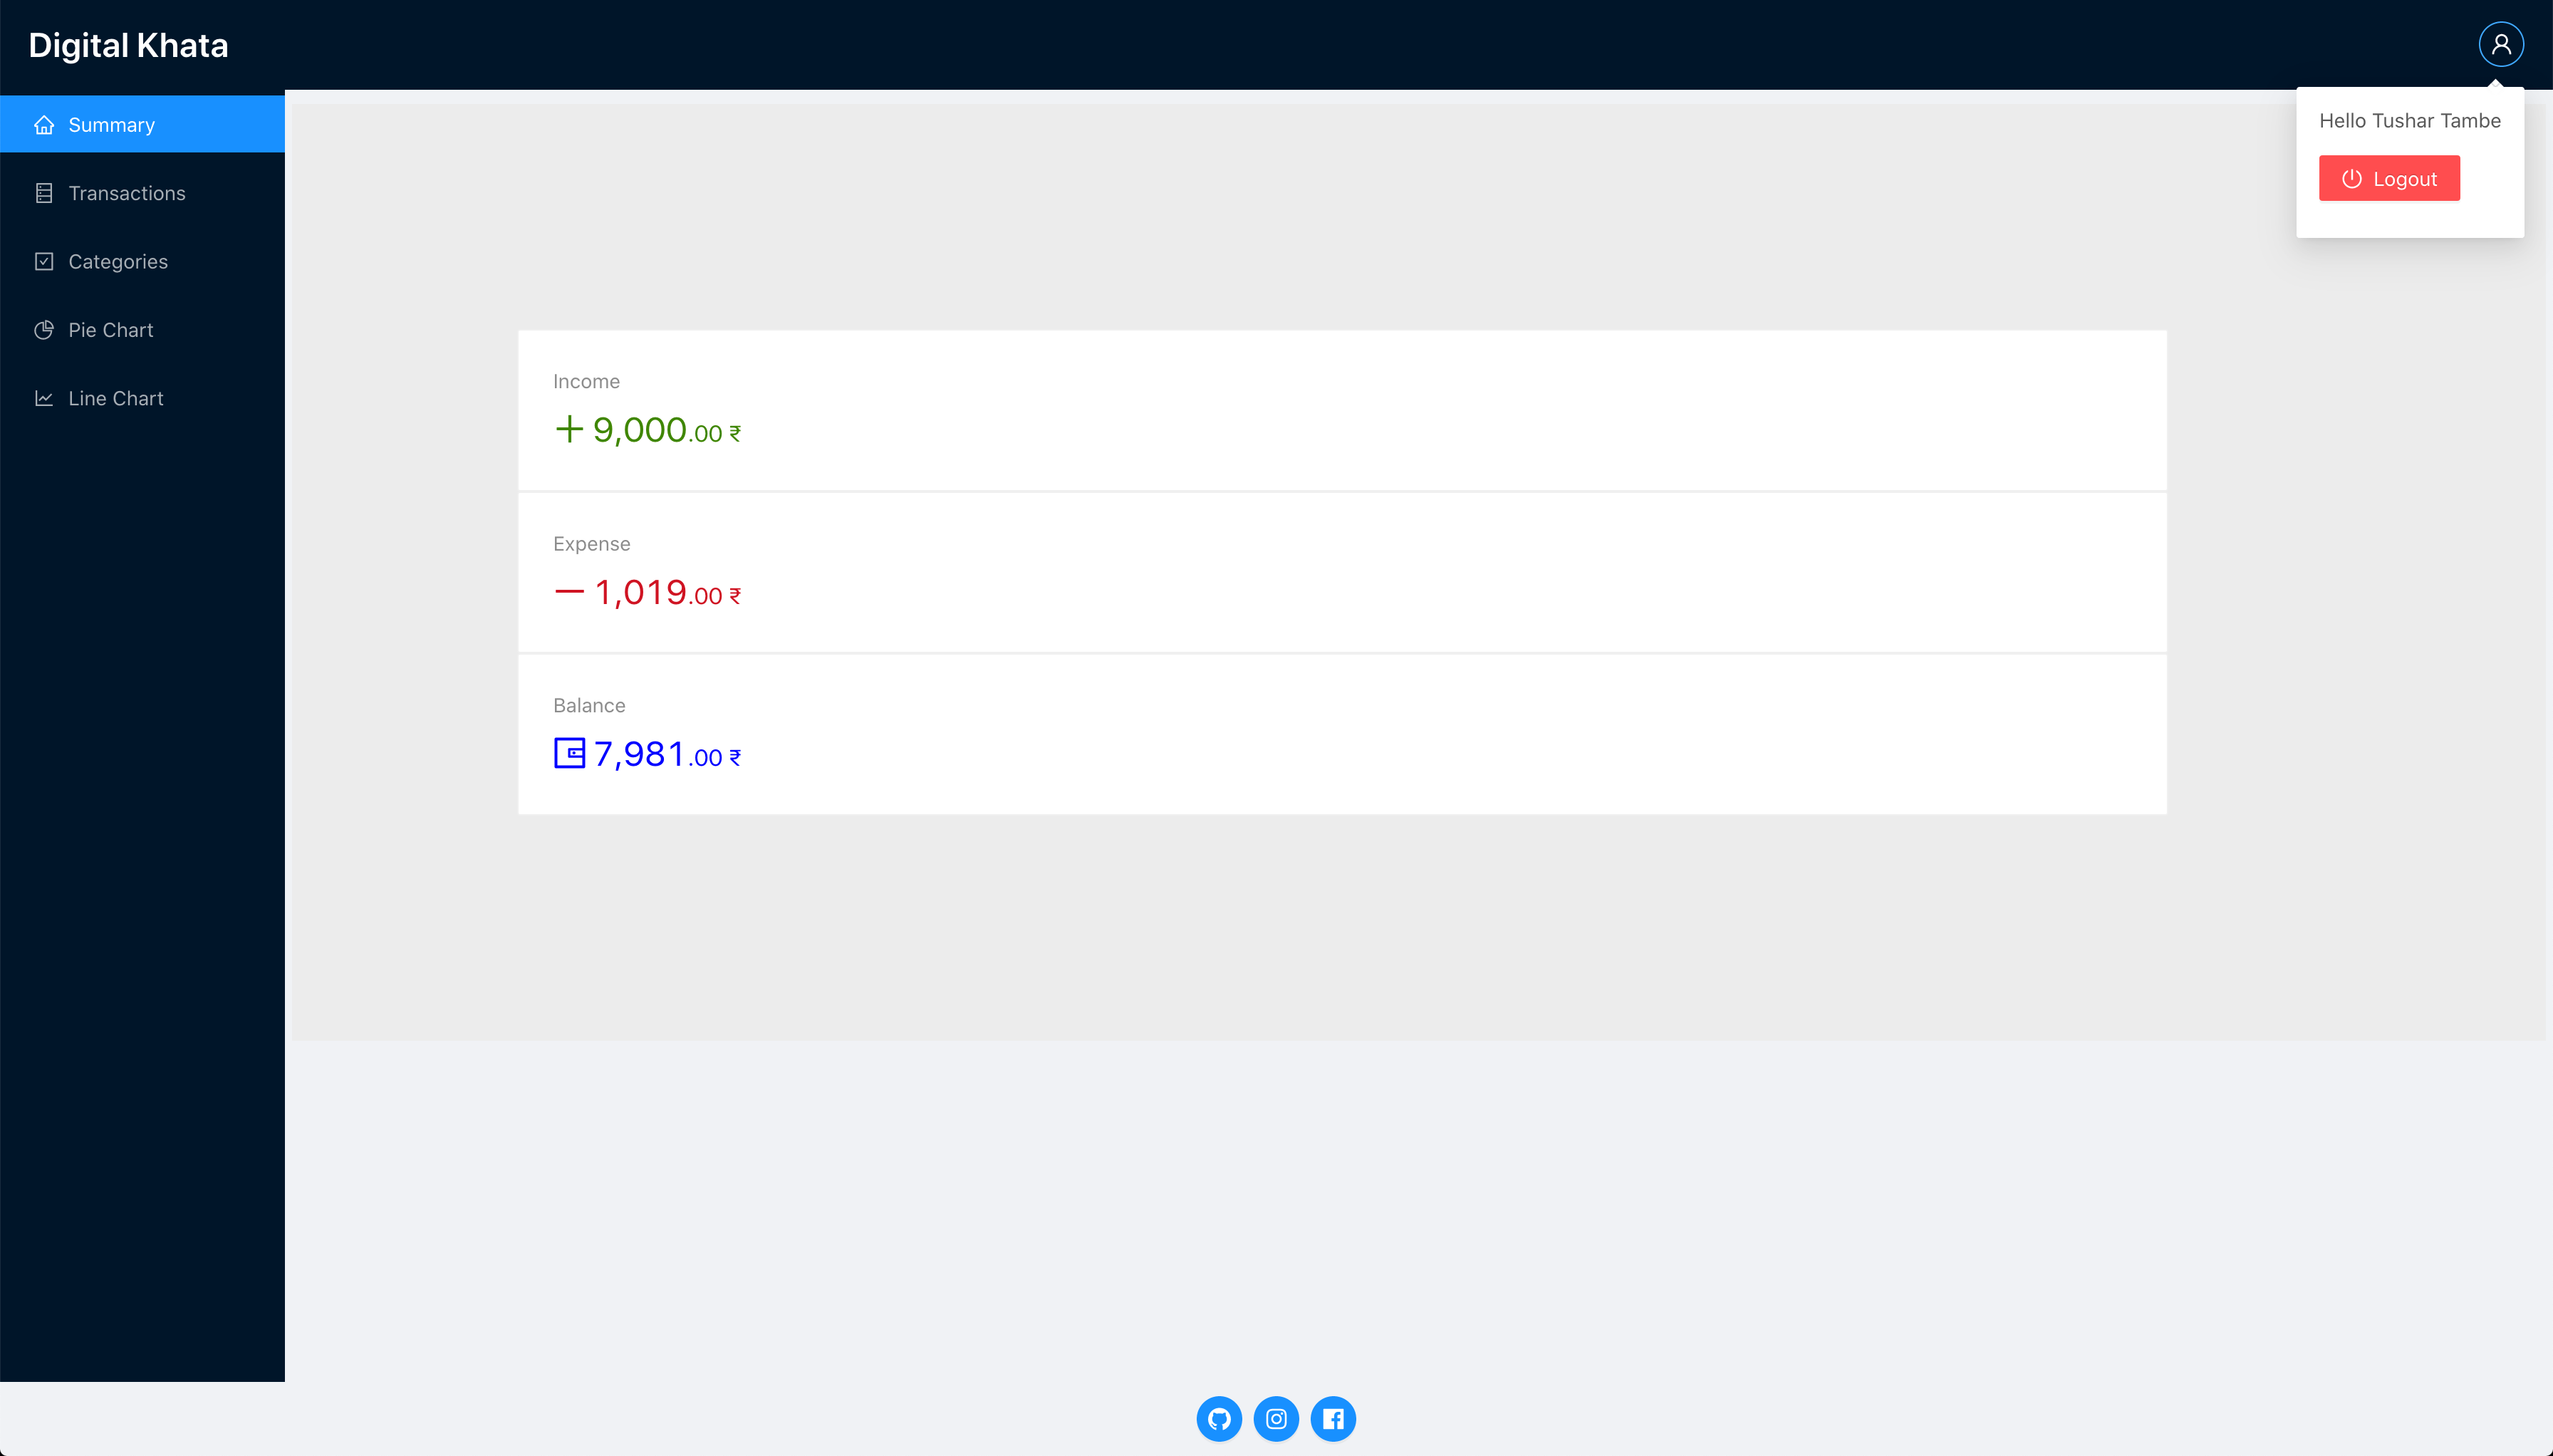 Digital Khata
Hello Tushar Tambe
Logout
Summary
Transactions
Categories
Pie Chart
Line Chart
Income
+ 9,000.00 ₹
Expense
− 1,019.00 ₹
Balance
7,981.00 ₹